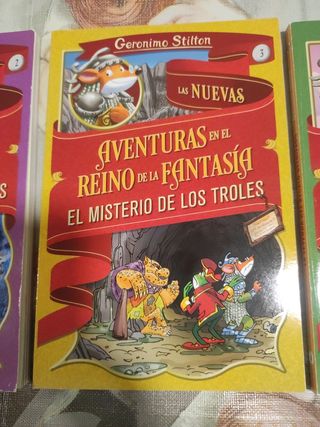 2
Geronimo Stilton
3
LAS NUEVAS
AVENTURAS EN EL
REINO DE LA FANTASÍA
EL MISTERIO DE LOS TROLES
S